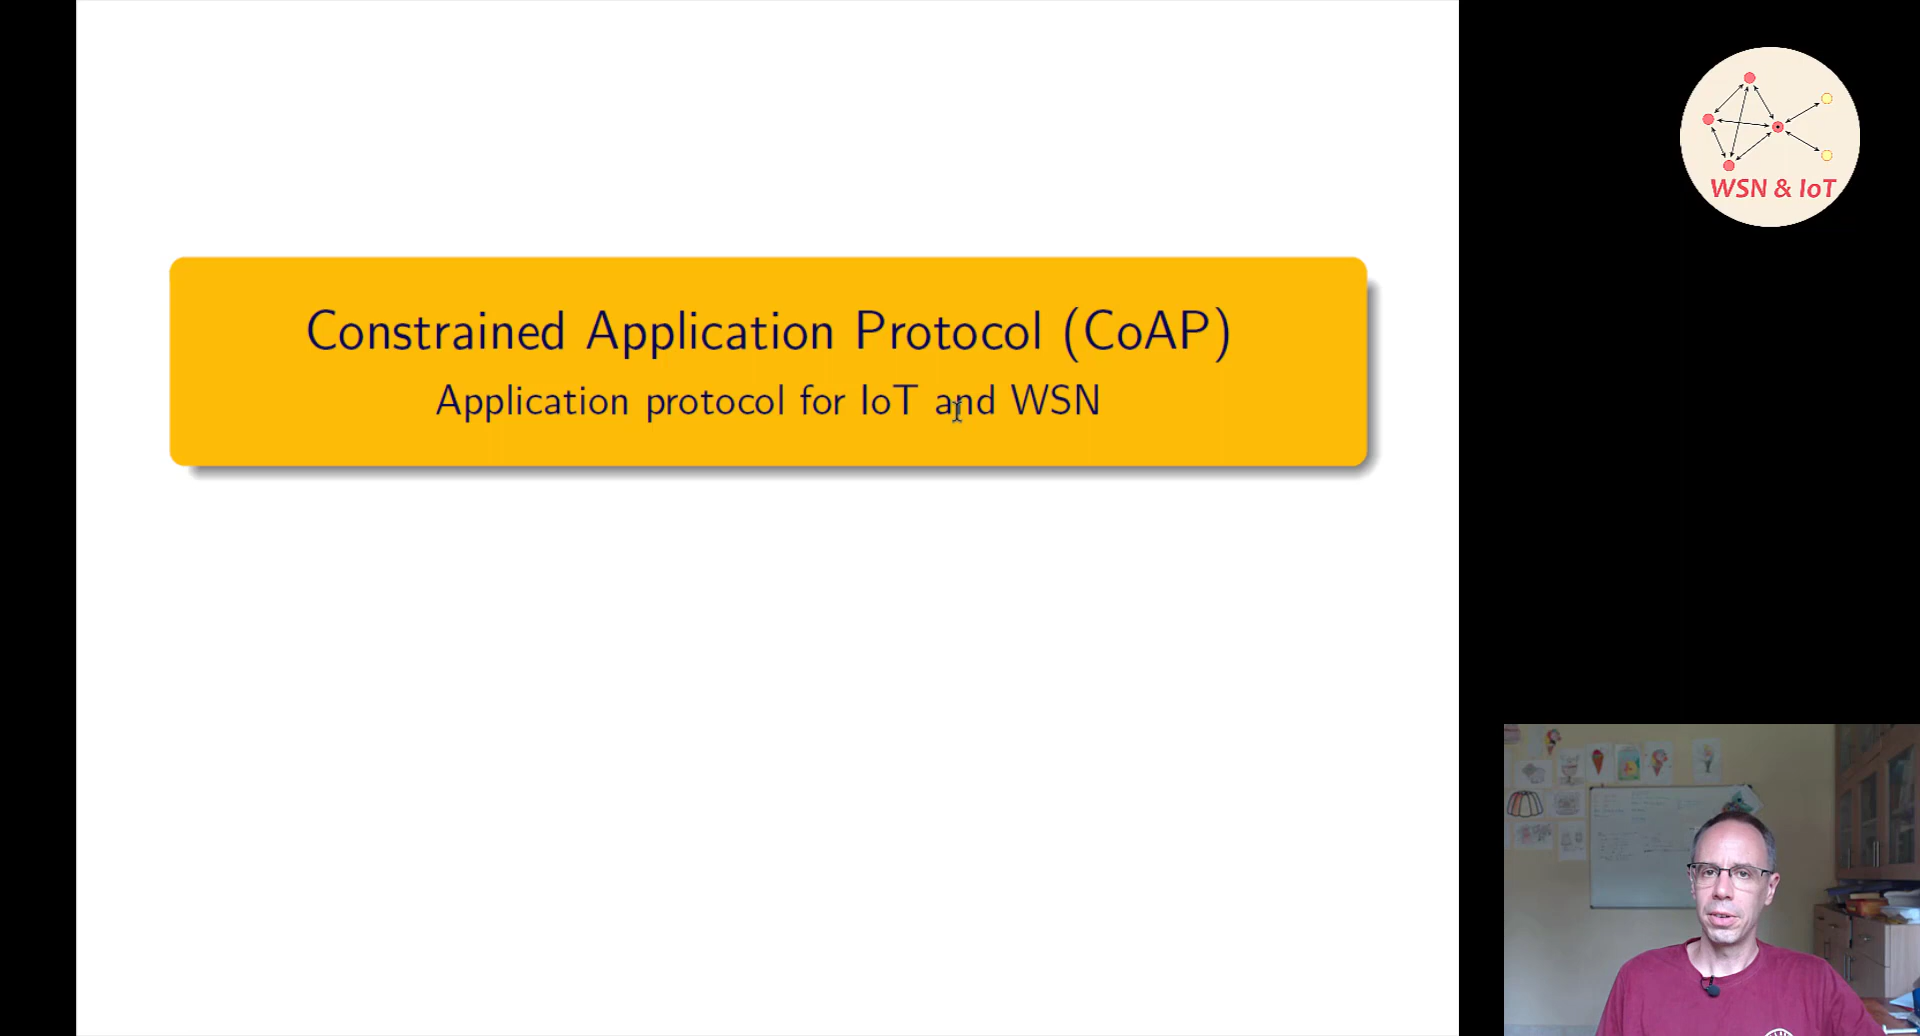 Constrained Application Protocol (CoAP)
Application protocol for IoT and WSN
WSN & IoT